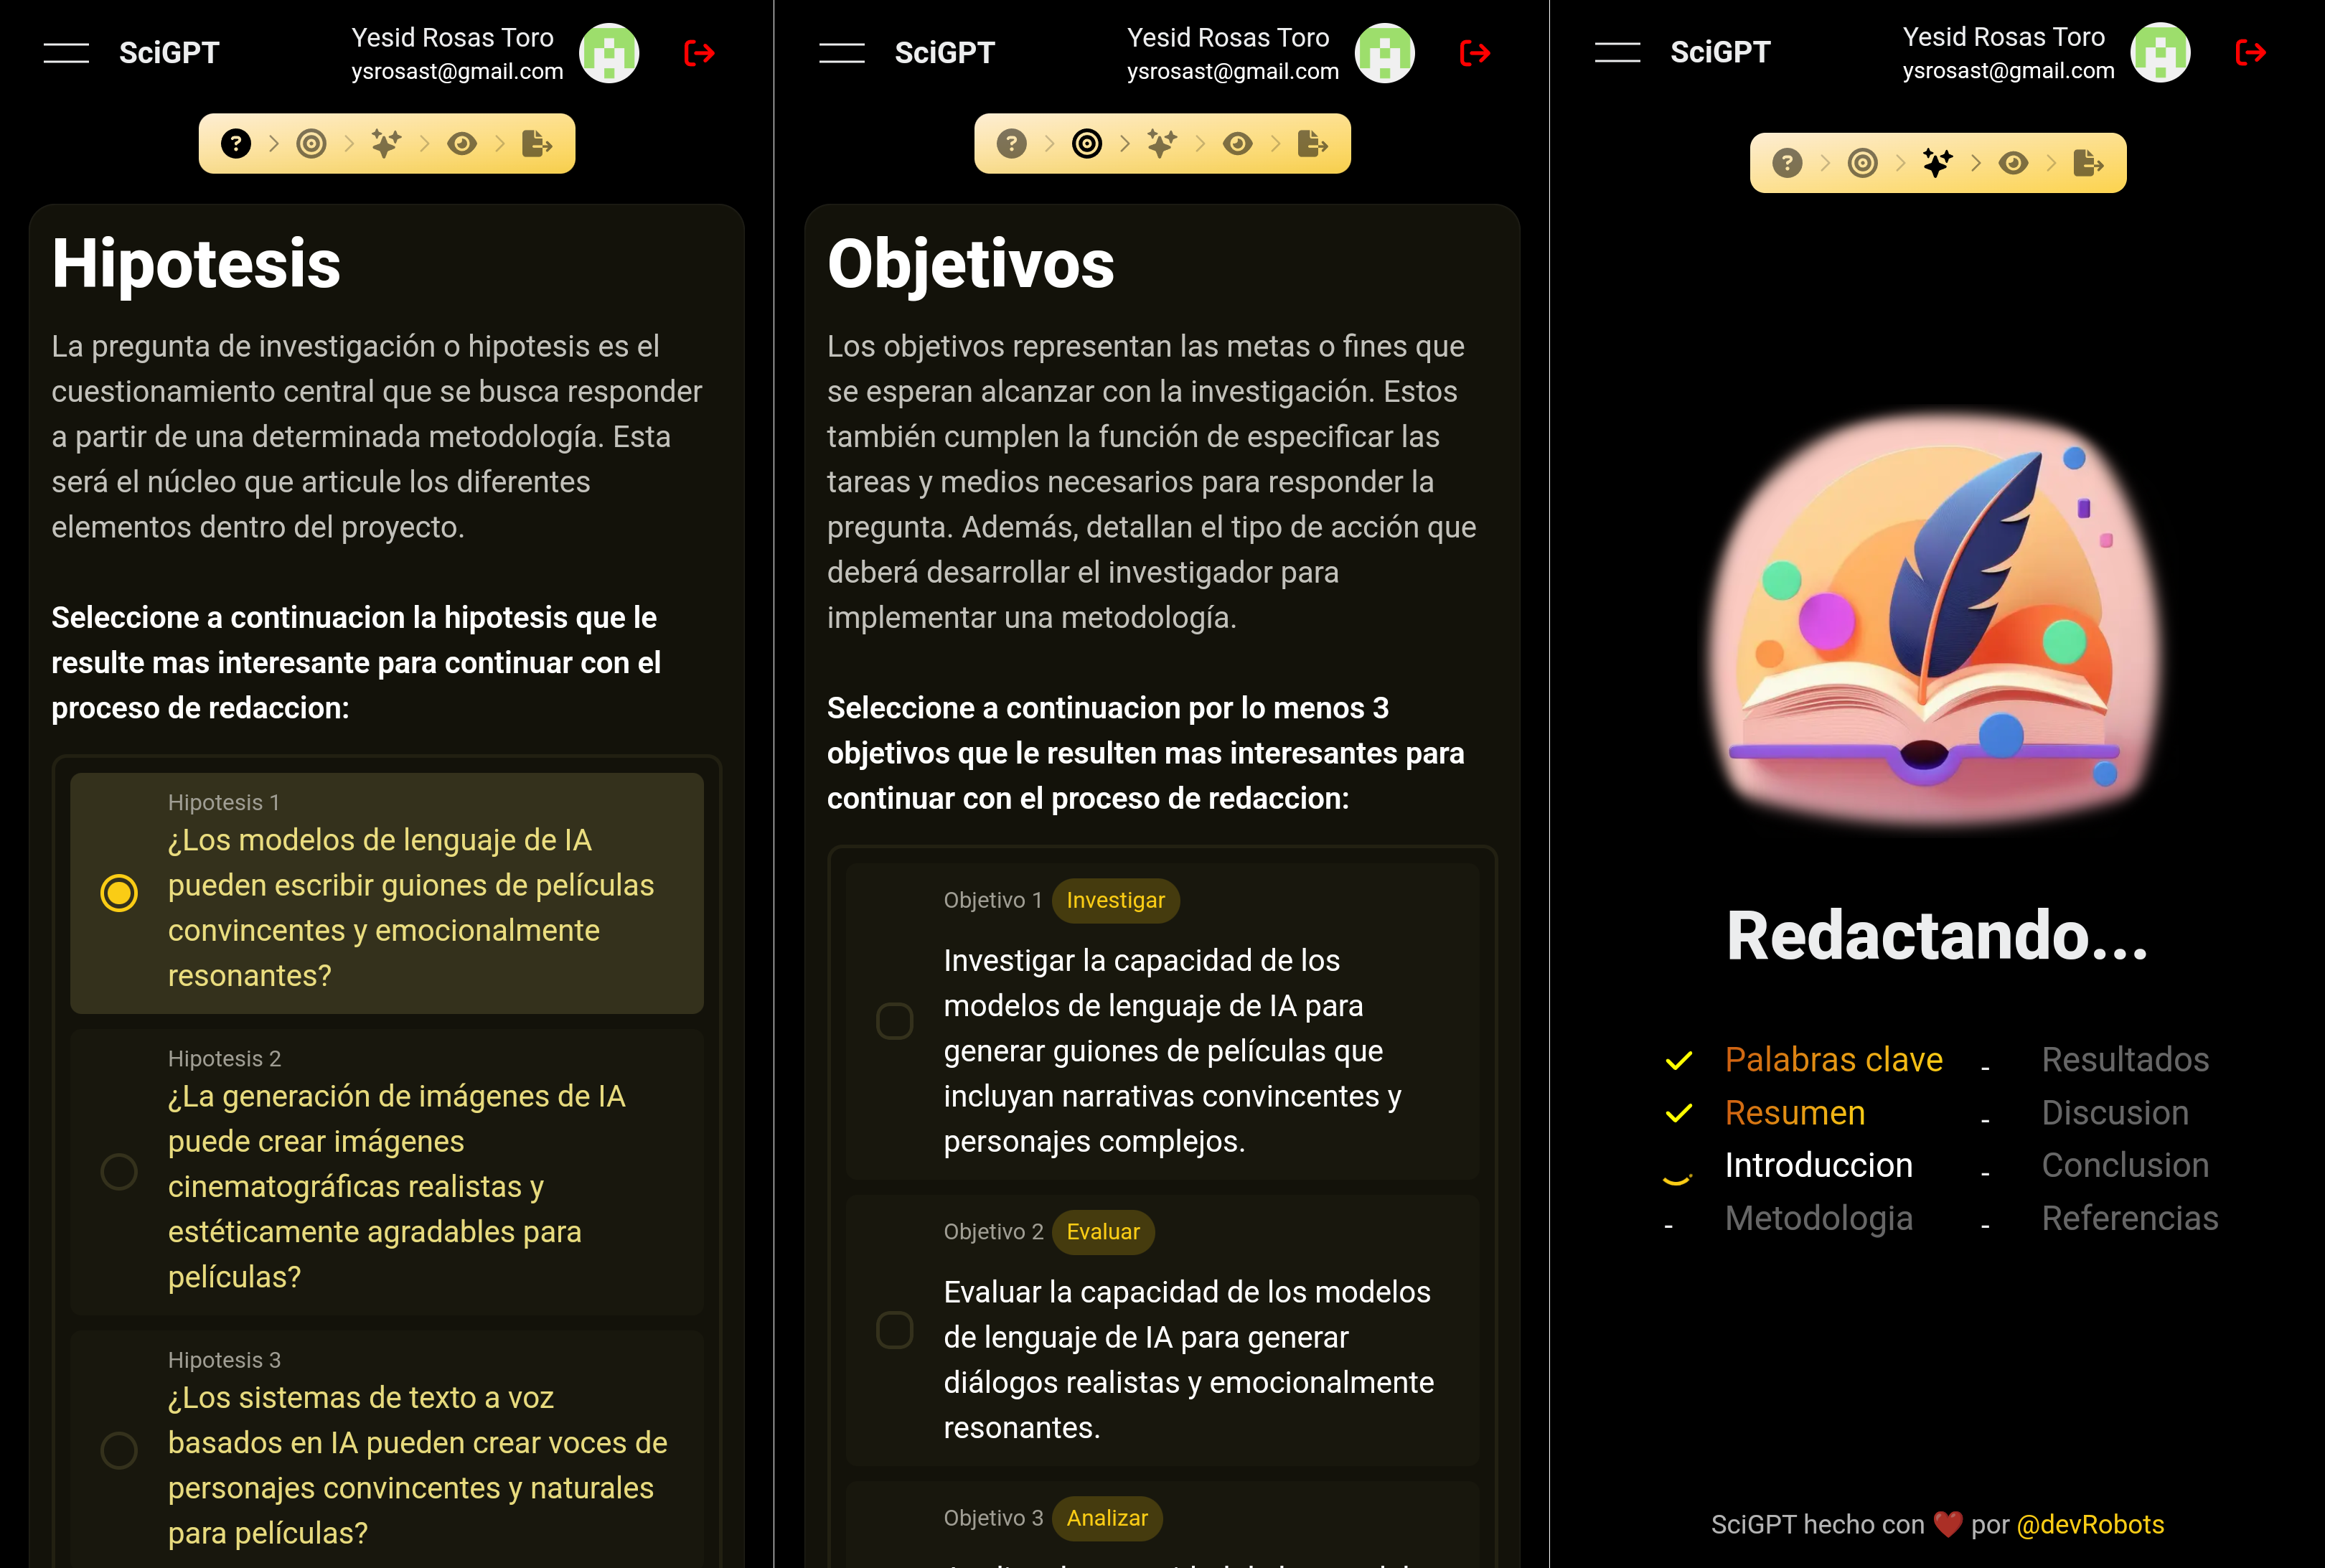 SciGPT
Yesid Rosas Toro
ysrosast@gmail.com
Hipotesis
La pregunta de investigación o hipotesis es el
cuestionamiento central que se busca responder
a partir de una determinada metodología. Esta
será el núcleo que articule los diferentes
elementos dentro del proyecto.
Seleccione a continuacion la hipotesis que le
resulte mas interesante para continuar con el
proceso de redaccion:
Hipotesis 1
¿Los modelos de lenguaje de IA
pueden escribir guiones de películas
convincentes y emocionalmente
resonantes?
Hipotesis 2
¿La generación de imágenes de IA
puede crear imágenes
cinematográficas realistas y
estéticamente agradables para
películas?
Hipotesis 3
¿Los sistemas de texto a voz
basados en IA pueden crear voces de
personajes convincentes y naturales
para películas?
SciGPT
Yesid Rosas Toro
ysrosast@gmail.com
Objetivos
Los objetivos representan las metas o fines que
se esperan alcanzar con la investigación. Estos
también cumplen la función de especificar las
tareas y medios necesarios para responder la
pregunta. Además, detallan el tipo de acción que
deberá desarrollar el investigador para
implementar una metodología.
Seleccione a continuacion por lo menos 3
objetivos que le resulten mas interesantes para
continuar con el proceso de redaccion:
Objetivo 1 Investigar
Investigar la capacidad de los
modelos de lenguaje de IA para
generar guiones de películas que
incluyan narrativas convincentes y
personajes complejos.
Objetivo 2 Evaluar
Evaluar la capacidad de los modelos
de lenguaje de IA para generar
diálogos realistas y emocionalmente
resonantes.
Objetivo 3 Analizar
SciGPT
Yesid Rosas Toro
ysrosast@gmail.com
Redactando...
Palabras clave
Resumen
Introduccion
- Metodologia
- Resultados
- Discusion
- Conclusion
- Referencias
SciGPT hecho con ❤️ por @devRobots